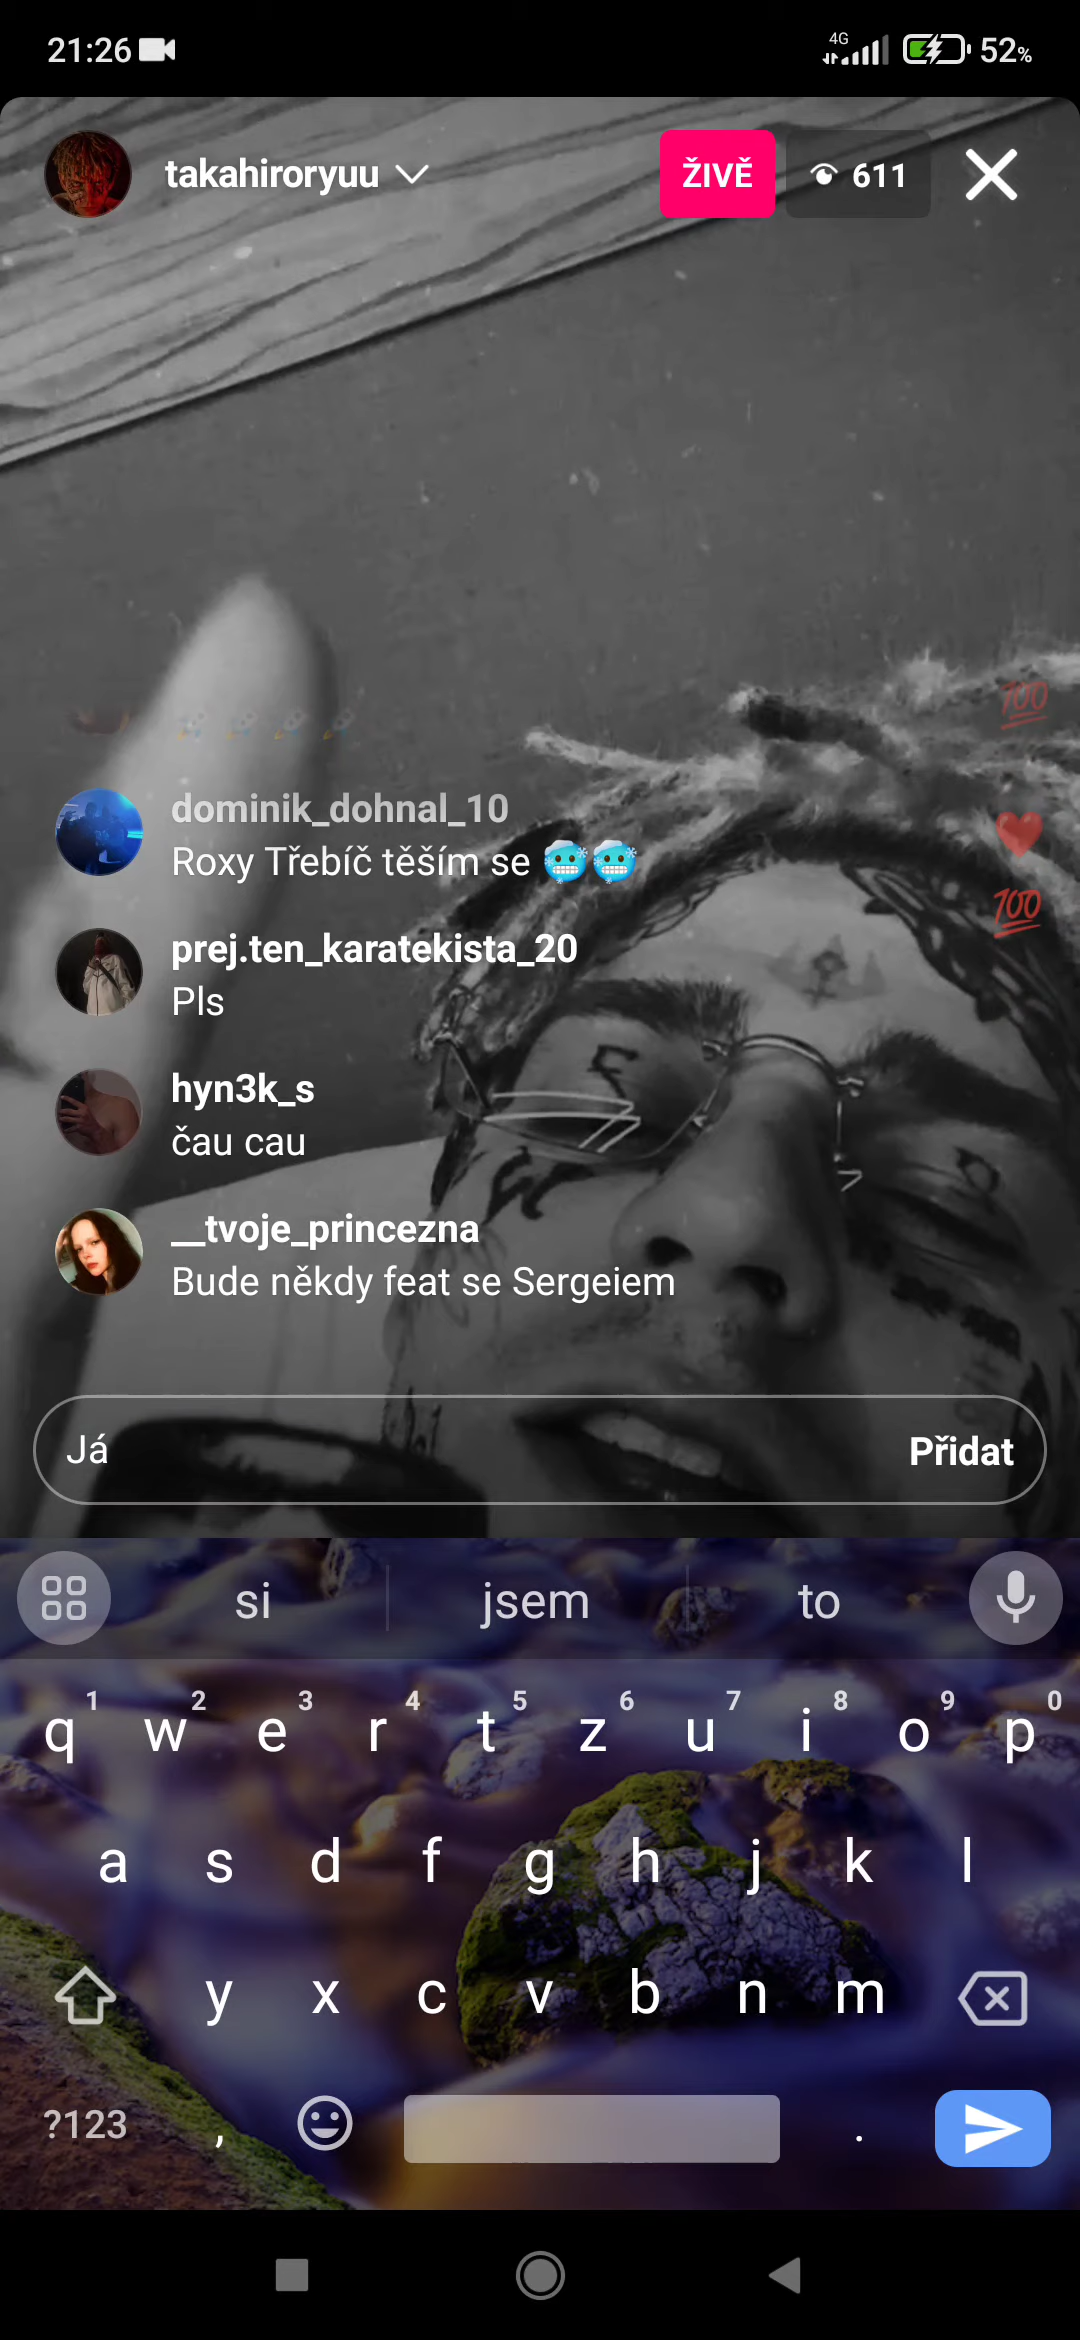 21:26 4G 52%
takahiroryuu ŽIVĚ 611
dominik_dohnal_10
Roxy Třebíč těším se 🥶🥶
prej.ten_karatekista_20
Pls
hyn3k_s
čau cau
__tvoje_princezna
Bude někdy feat se Sergeiem
Já Přidat
si jsem to
1 2 3 4 5 6 7 8 9 0
q w e r t z u i o p
a s d f g h j k l
y x c v b n m
?123 , .